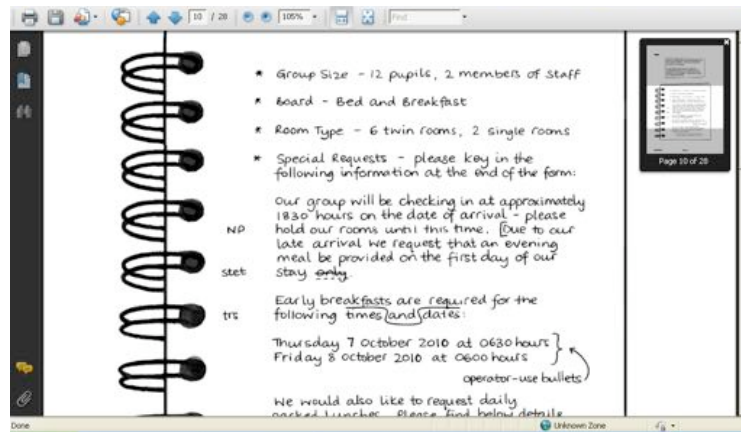 10 / 28
105%
Find
* Group Size - 12 pupils, 2 members of staff
* Board - Bed and Breakfast
* Room Type - 6 twin rooms, 2 single rooms
* Special Requests - please key in the
following information at the end of the form:
Our group will be checking in at approximately
1830 hours on the date of arrival - please
hold our rooms until this time. [Due to our
NP
late arrival we request that an evening
meal be provided on the first day of our
stet
stay only.
Early breakfasts are required for the
trs
following times and dates:
Thursday 7 October 2010 at 0630 hours
Friday 8 October 2010 at 0600 hours
operator-use bullets
We would also like to request daily
packed lunches. Please find below details
Page 10 of 28
Done
Unknown Zone